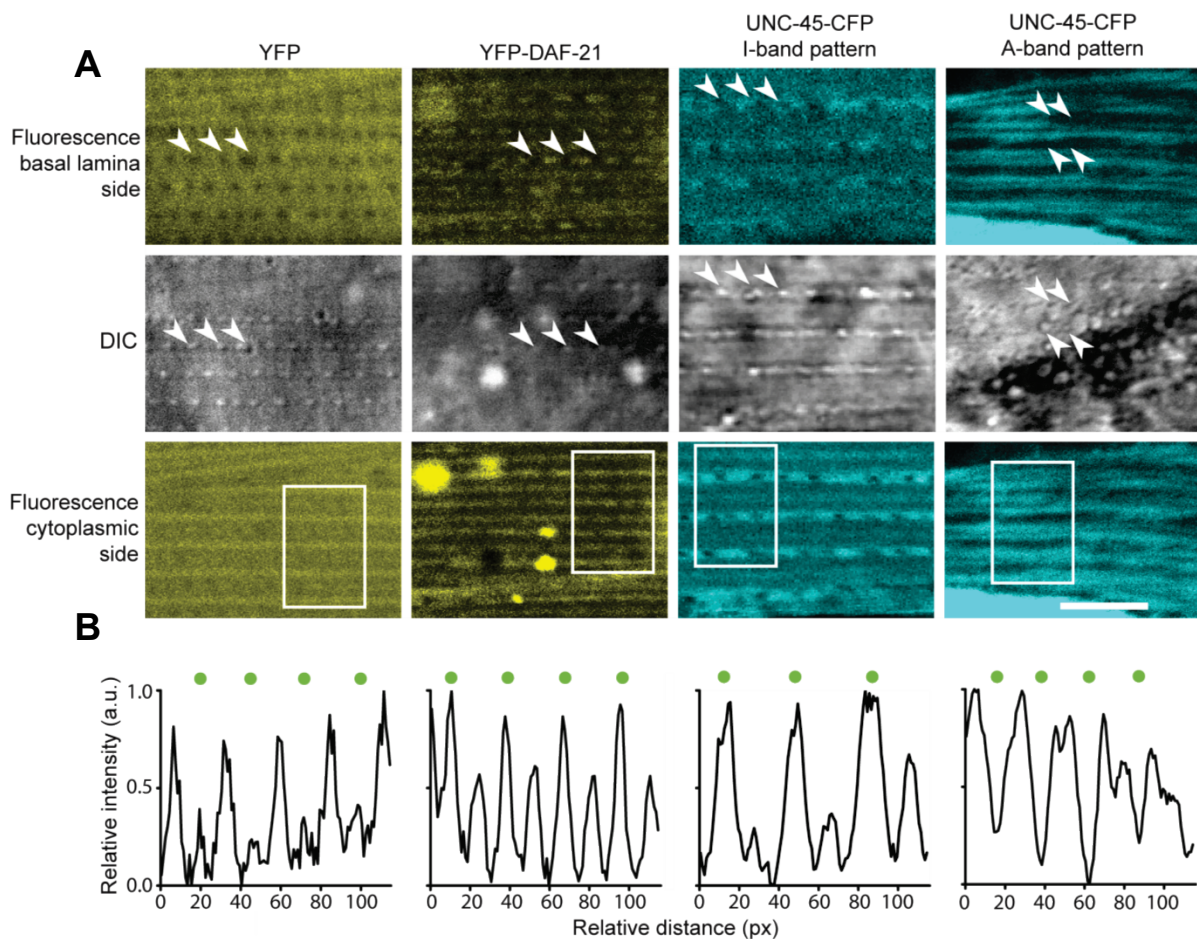 A
YFP
YFP-DAF-21
UNC-45-CFP
I-band pattern
UNC-45-CFP
A-band pattern
Fluorescence
basal lamina
side
DIC
Fluorescence
cytoplasmic
side
B
Relative intensity (a.u.)
1.0
0.5
0.0
0 20 40 60 80 100
0 20 40 60 80 100
0 20 40 60 80 100
0 20 40 60 80 100
Relative distance (px)